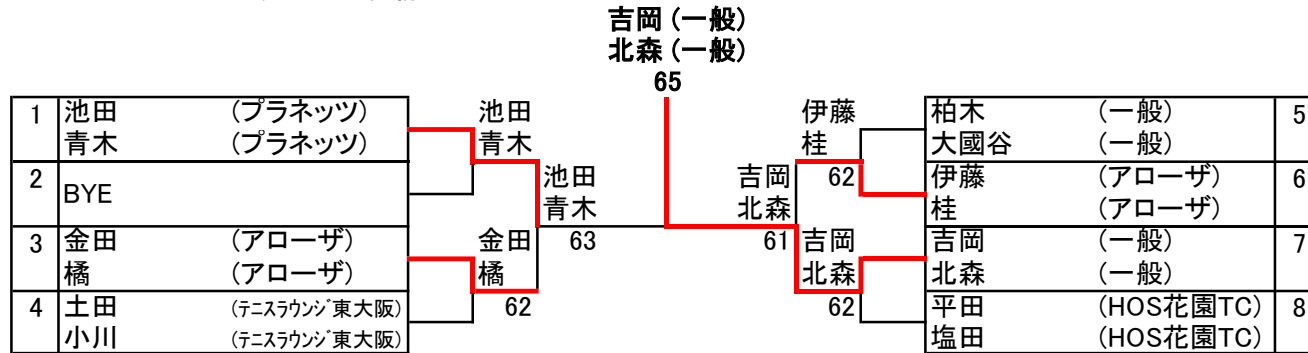 吉岡 (一般)
北森 (一般)
65
1 池田 (プラネッツ)
青木 (プラネッツ)
2 BYE
3 金田 (アローザ)
橘 (アローザ)
4 土田 (テニスラウンジ東大阪)
小川 (テニスラウンジ東大阪)
池田
青木
金田
橘
62
池田
青木
63
吉岡
北森
61
伊藤
桂
62
吉岡
北森
62
柏木 (一般) 5
大國谷 (一般)
伊藤 (アローザ) 6
桂 (アローザ)
吉岡 (一般) 7
北森 (一般)
平田 (HOS花園TC) 8
塩田 (HOS花園TC)